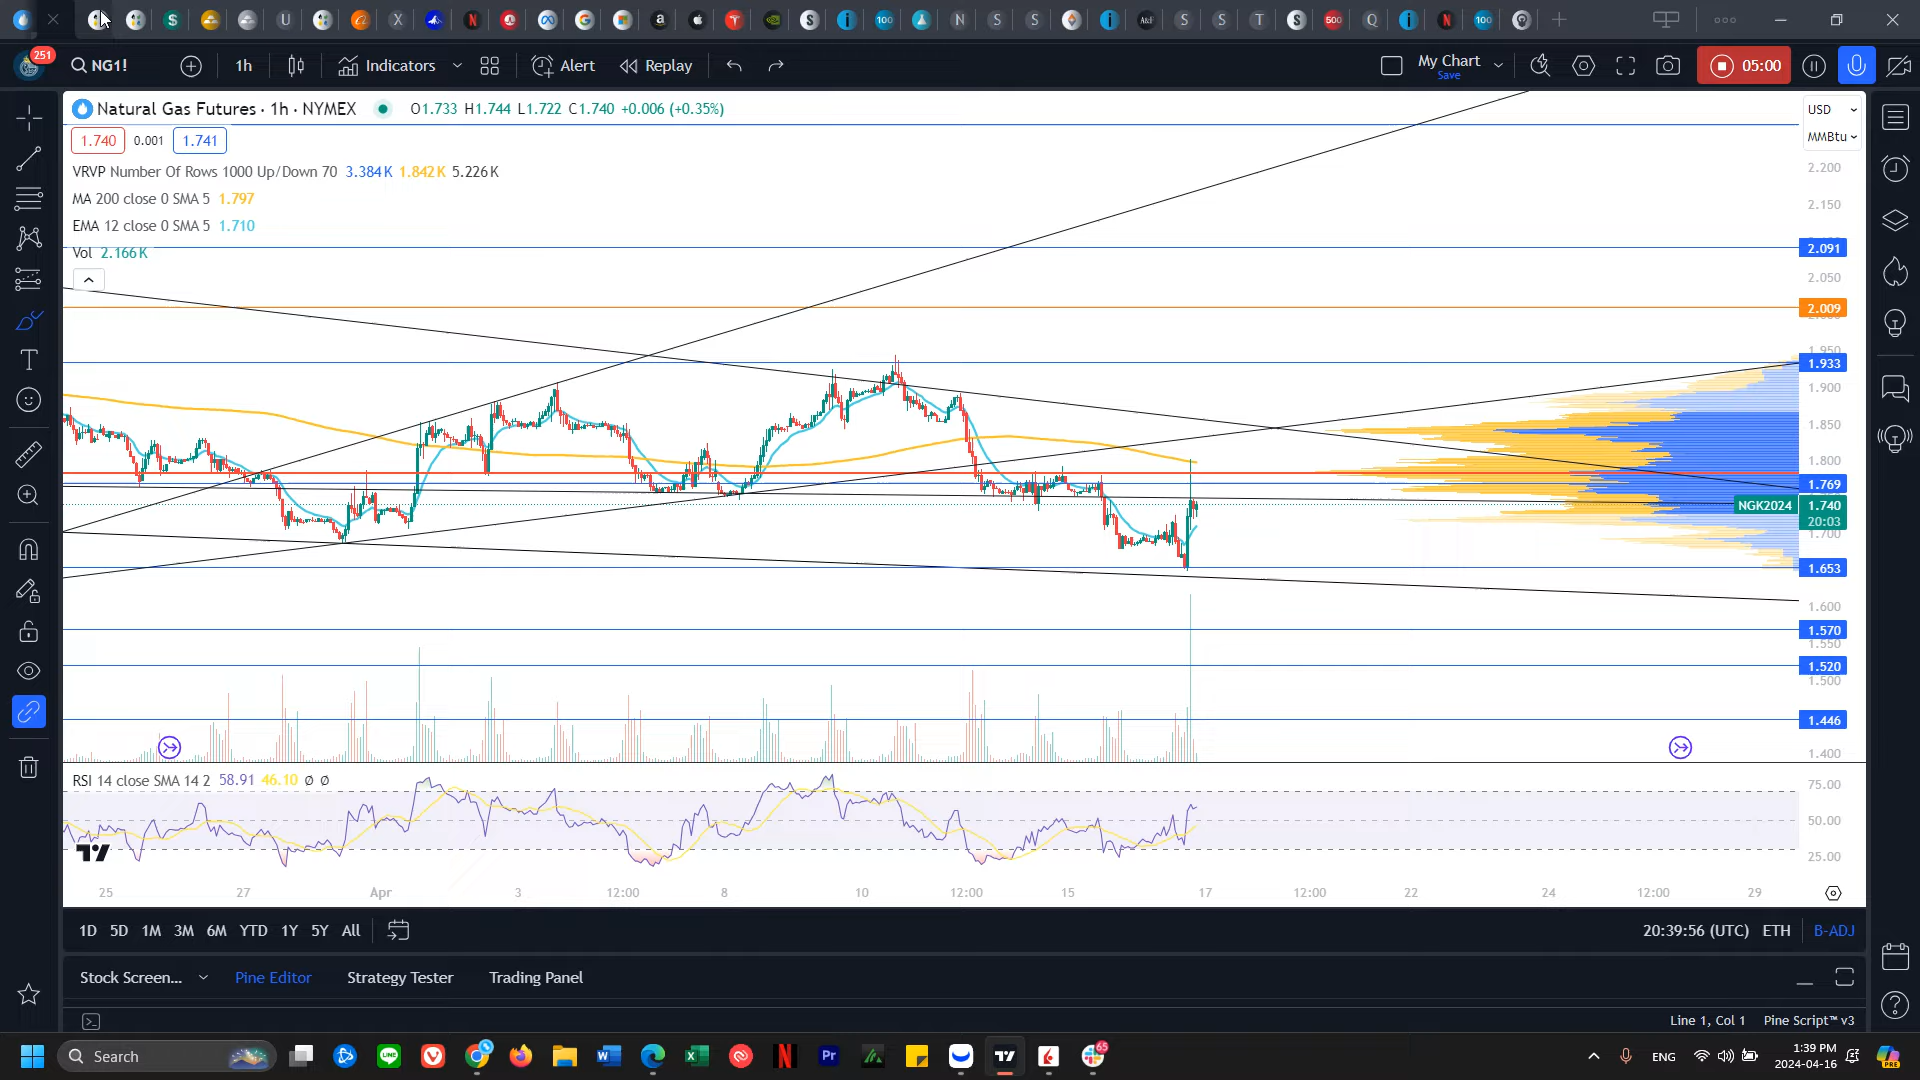 251
NG1!
1h
Indicators
Alert
Replay
My Chart
Save
05:00
Natural Gas Futures · 1h · NYMEX
O1.733 H1.744 L1.722 C1.740 +0.006 (+0.35%)
USD
MMBtu
1.740
0.001
1.741
VRVP Number Of Rows 1000 Up/Down 70 3.384K 1.842K 5.226K
MA 200 close 0 SMA 5 1.797
EMA 12 close 0 SMA 5 1.710
Vol 2.166K
2.200
2.150
2.091
2.050
2.009
1.933
1.900
1.850
1.800
1.769
NGK2024
1.740
20:03
1.700
1.653
1.600
1.570
1.550
1.520
1.500
1.446
1.400
RSI 14 close SMA 14 2 58.91 46.10 Ø Ø
75.00
50.00
25.00
25
27
Apr
3
12:00
8
10
12:00
15
17
12:00
22
24
12:00
29
1D 5D 1M 3M 6M YTD 1Y 5Y All
20:39:56 (UTC) ETH B-ADJ
Stock Screen... Pine Editor Strategy Tester Trading Panel
Line 1, Col 1 Pine Script™ v3
Search
ENG
1:39 PM
2024-04-16